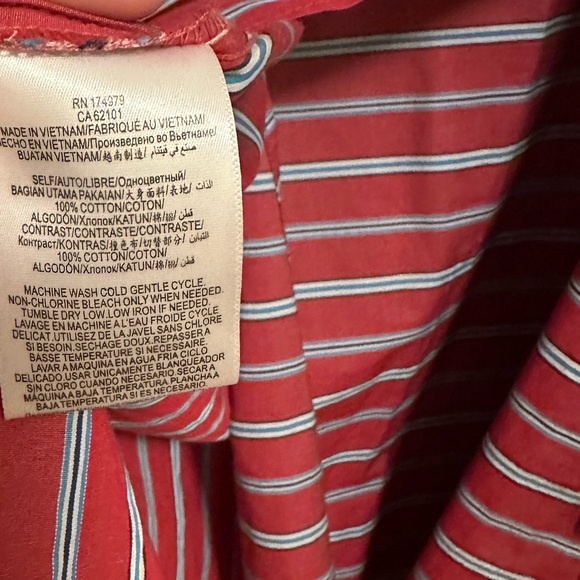 RN 174979
CA 62101
MADE IN VIETNAM/FABRIQUÉ AU VIETNAM/
HECHO EN VIETNAM/Произведено во Вьетнаме/
BUATAN VIETNAM/越南制造/ صنع في فيتنام
SELF/AUTO/LIBRE/Одноцветный/
BAGIAN UTAMA PAKAIAN/大身面料/表地/ الذات
100% COTTON/COTON/
ALGODÓN/Хлопок/KATUN/棉/綿/ قطن
CONTRAST/CONTRASTE/CONTRASTE/
Контраст/KONTRAS/撞色布/切替部分/ التباين
100% COTTON/COTON/
ALGODÓN/Хлопок/KATUN/棉/綿/ قطن
MACHINE WASH COLD GENTLE CYCLE.
NON-CHLORINE BLEACH ONLY WHEN NEEDED.
TUMBLE DRY LOW.LOW IRON IF NEEDED.
LAVAGE EN MACHINE A L'EAU FROIDE CYCLE
DELICAT.UTILISEZ DE LA JAVEL SANS CHLORE
SI BESOIN.SECHAGE DOUX.REPASSER A
BASSE TEMPERATURE SI NECESSAIRE.
LAVAR A MAQUINA EN AGUA FRIA CICLO
DELICADO USAR UNICAMENTE BLANQUEADOR
SIN CLORO CUANDO NECESARIO.SECAR A
MAQUINA BAJA TEMPERATURA PLANCHA A
BAJA TEMPERATURA SI ES NECESARIO